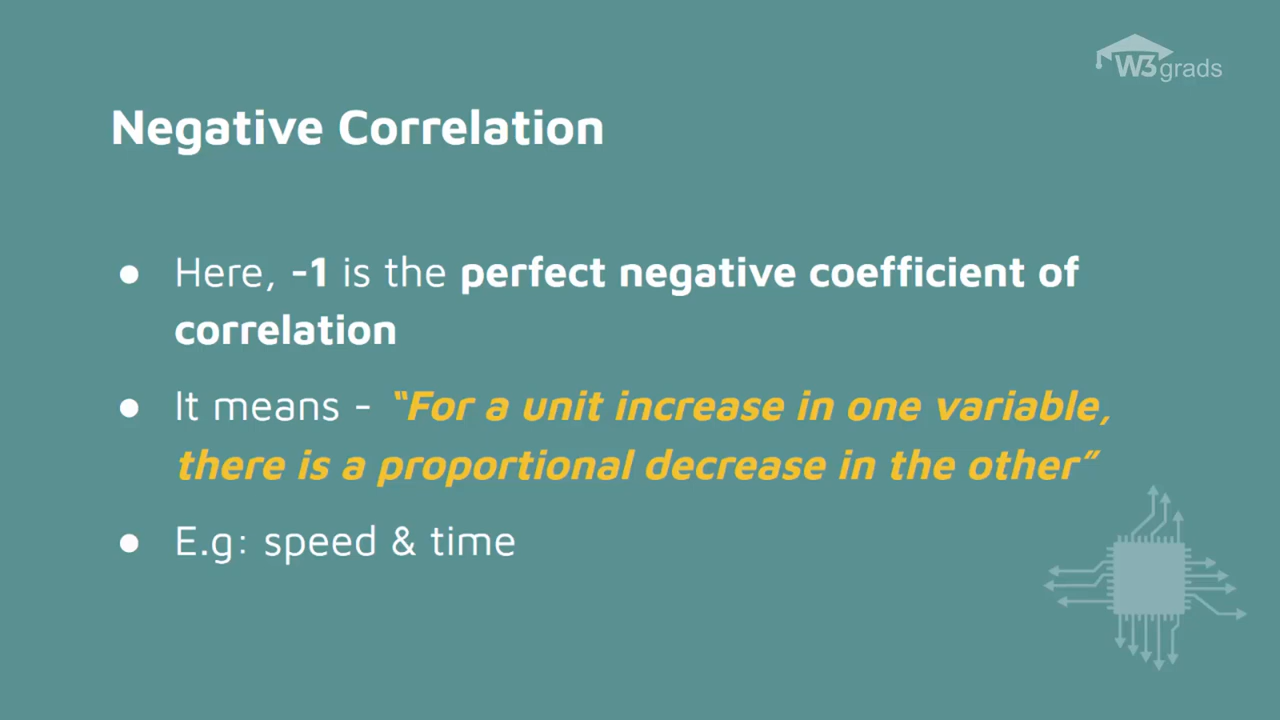 W3grads
Negative Correlation
● Here, -1 is the perfect negative coefficient of
correlation
● It means - “For a unit increase in one variable,
there is a proportional decrease in the other”
● E.g: speed & time